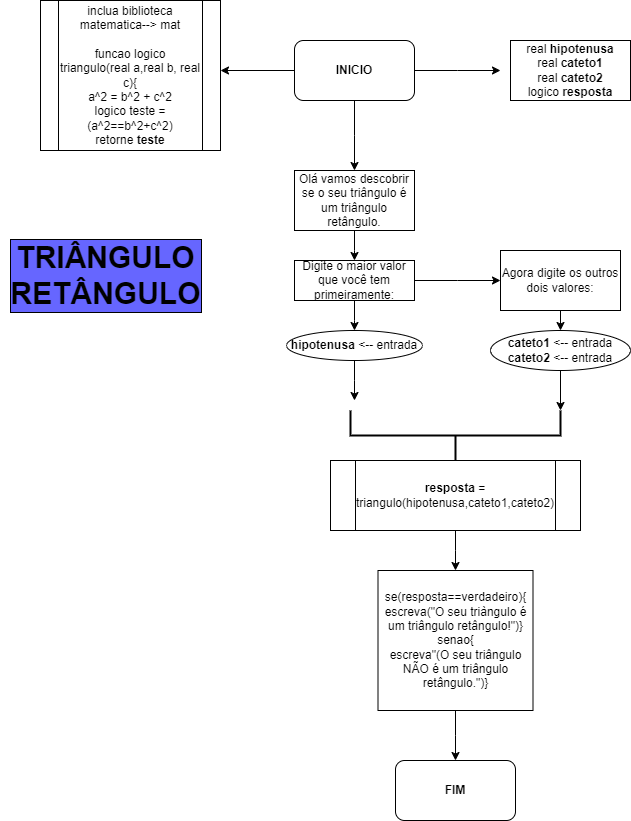 inclua biblioteca
matematica--> mat
funcao logico
triangulo(real a,real b, real
c){
a^2 = b^2 + c^2
logico teste =
(a^2==b^2+c^2)
retorne teste
INICIO
real hipotenusa
real cateto1
real cateto2
logico resposta
Olá vamos descobrir
se o seu triângulo é
um triângulo
retângulo.
TRIÂNGULO
RETÂNGULO
Digite o maior valor
que você tem
primeiramente:
Agora digite os outros
dois valores:
hipotenusa <-- entrada
cateto1 <-- entrada
cateto2 <-- entrada
resposta =
triangulo(hipotenusa,cateto1,cateto2)
se(resposta==verdadeiro){
escreva("O seu triângulo é
um triângulo retângulo!")}
senao{
escreva"(O seu triângulo
NÃO é um triângulo
retângulo.")}
FIM